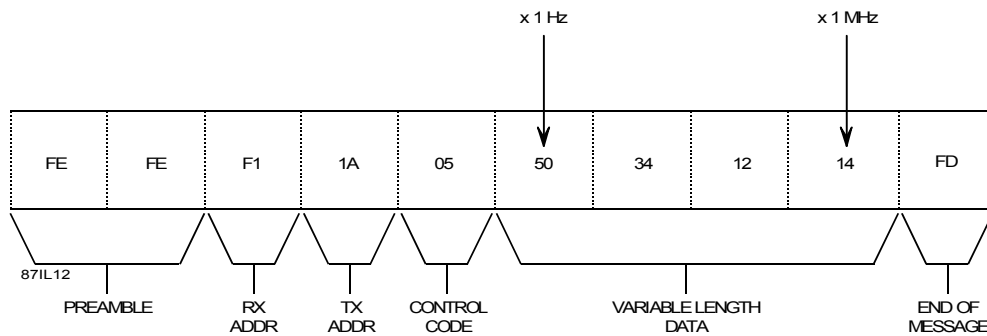 x 1 Hz x 1 MHz
FE FE F1 1A 05 50 34 12 14 FD
87IL12
PREAMBLE RX ADDR TX ADDR CONTROL CODE VARIABLE LENGTH DATA END OF MESSAGE